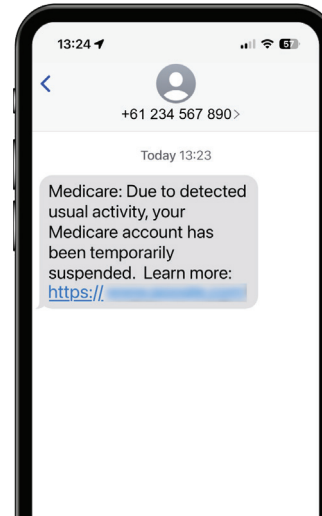 13:24
57
+61 234 567 890>
Today 13:23
Medicare: Due to detected
usual activity, your
Medicare account has
been temporarily
suspended. Learn more:
https://